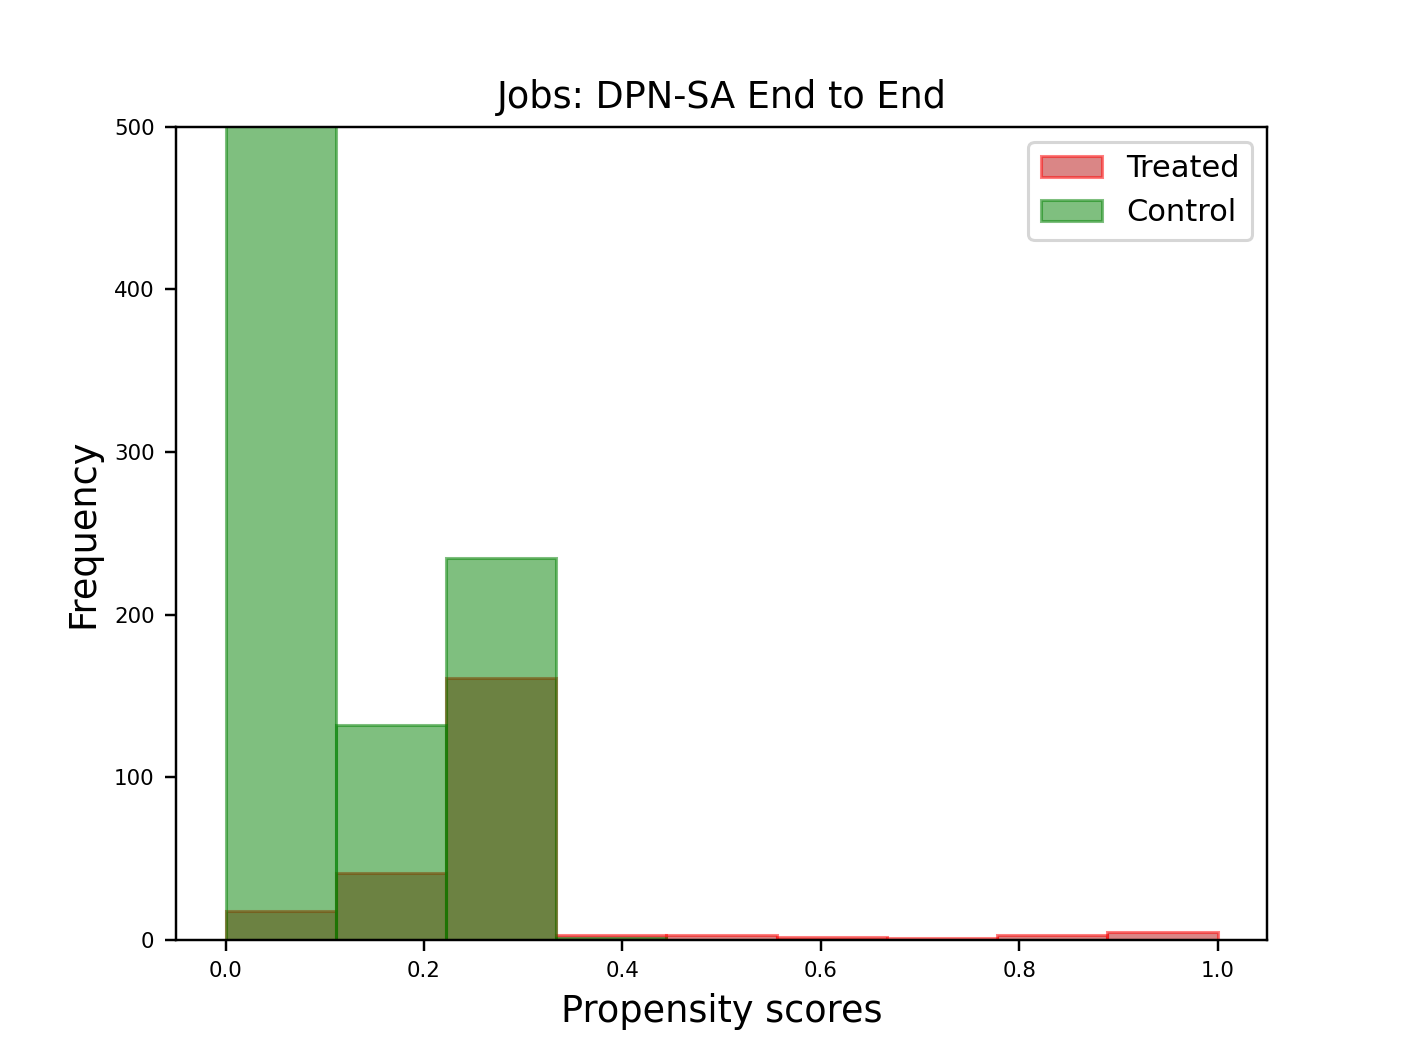 Jobs: DPN-SA End to End
Treated
Control
Frequency
500
400
300
200
100
0
0.0 0.2 0.4 0.6 0.8 1.0
Propensity scores